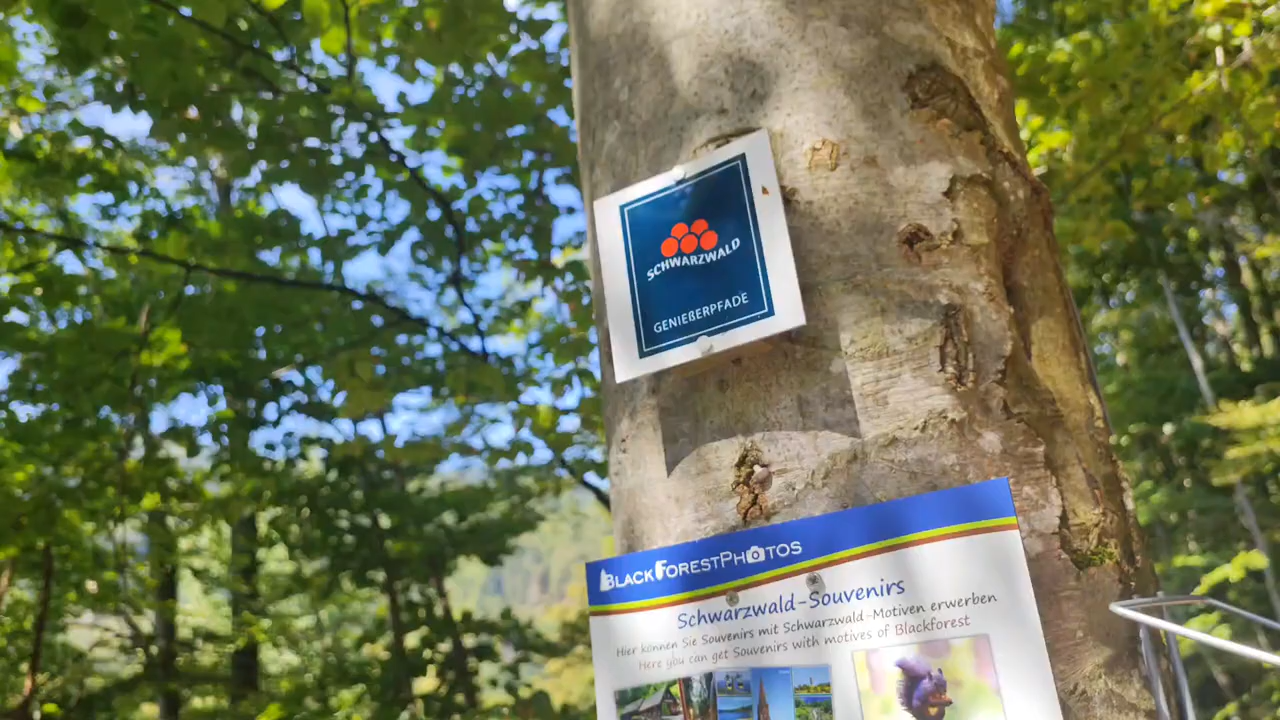 SCHWARZWALD
GENIEẞERPFADE
BLACKFORESTPHOTOS
Schwarzwald-Souvenirs
Hier können Sie Souvenirs mit Schwarzwald-Motiven erwerben
Here you can get Souvenirs with motives of Blackforest